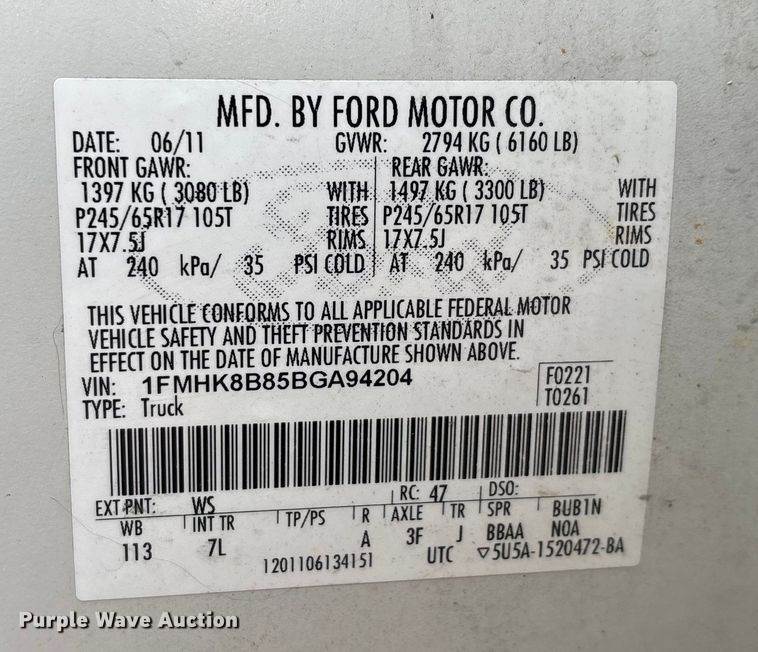 MFD. BY FORD MOTOR CO.
DATE: 06/11 GVWR: 2794 KG ( 6160 LB)
FRONT GAWR: REAR GAWR:
1397 KG ( 3080 LB) WITH 1497 KG ( 3300 LB) WITH
P245/65R17 105T TIRES P245/65R17 105T TIRES
17X7.5J RIMS 17X7.5J RIMS
AT 240 kPa/ 35 PSI COLD AT 240 kPa/ 35 PSI COLD
THIS VEHICLE CONFORMS TO ALL APPLICABLE FEDERAL MOTOR
VEHICLE SAFETY AND THEFT PREVENTION STANDARDS IN
EFFECT ON THE DATE OF MANUFACTURE SHOWN ABOVE.
VIN: 1FMHK8B85BGA94204 F0221
TYPE: Truck T0261
EXT PNT: WS RC: 47 DSO:
WB INT TR TP/PS R AXLE TR SPR BUB1N
113 7L A 3F J BBAA NOA
1201106134151 UTC ▽5U5A-1520472-BA
Purple Wave Auction